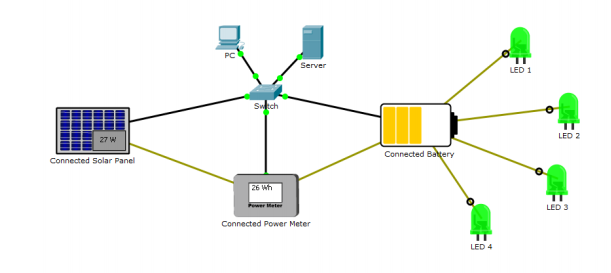 PC
Server
LED 1
Switch
27 W
LED 2
Connected Solar Panel
Connected Battery
26 Wh
Power Meter
LED 3
Connected Power Meter
LED 4